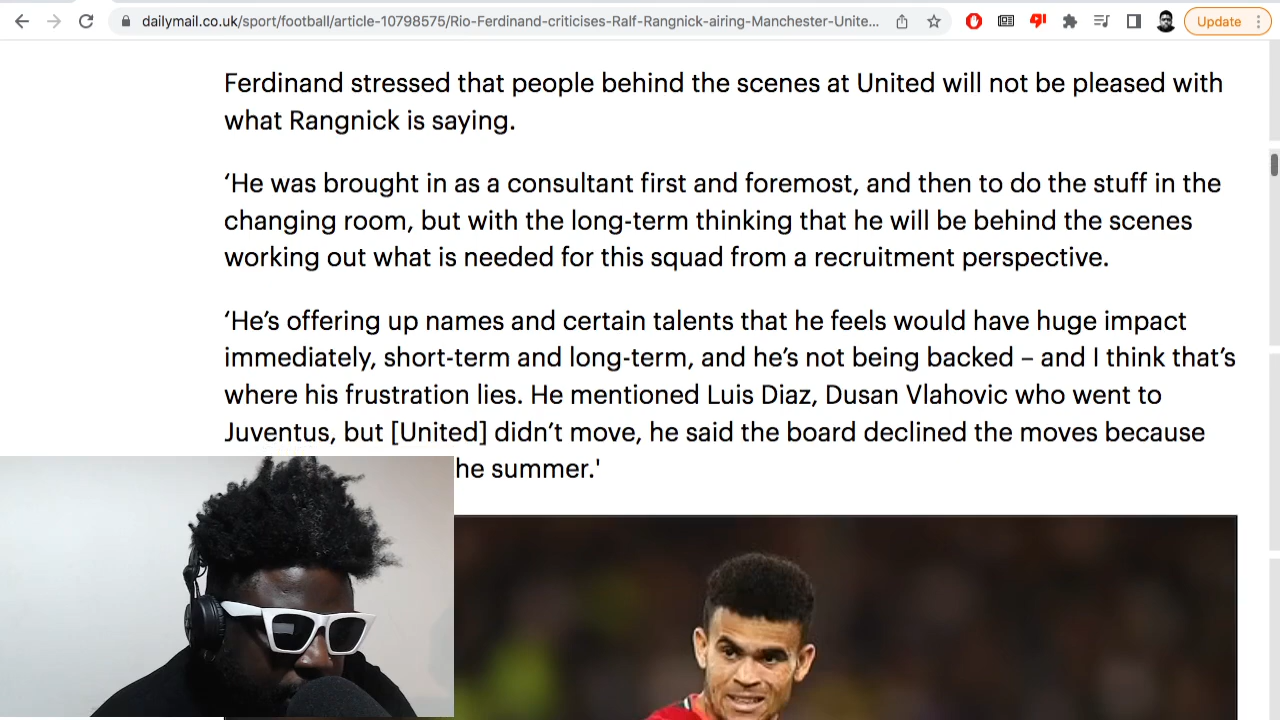 dailymail.co.uk/sport/football/article-10798575/Rio-Ferdinand-criticises-Ralf-Rangnick-airing-Manchester-Unite...
Update
Ferdinand stressed that people behind the scenes at United will not be pleased with
what Rangnick is saying.
‘He was brought in as a consultant first and foremost, and then to do the stuff in the
changing room, but with the long-term thinking that he will be behind the scenes
working out what is needed for this squad from a recruitment perspective.
‘He’s offering up names and certain talents that he feels would have huge impact
immediately, short-term and long-term, and he’s not being backed – and I think that’s
where his frustration lies. He mentioned Luis Diaz, Dusan Vlahovic who went to
Juventus, but [United] didn’t move, he said the board declined the moves because
he summer.'